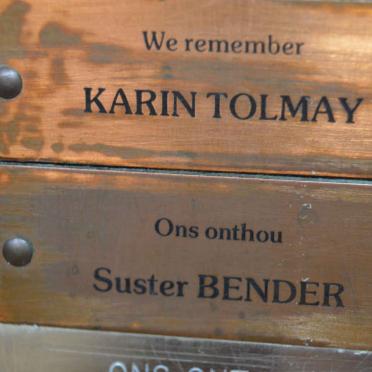 We remember
KARIN TOLMAY
Ons onthou
Suster BENDER